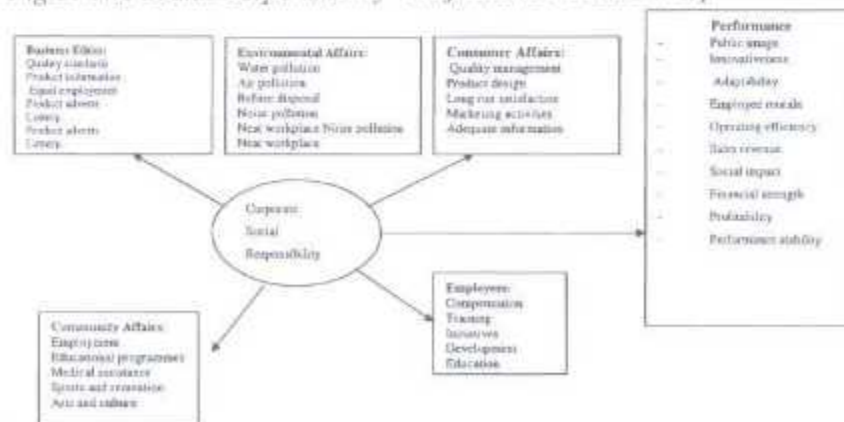 Business Ethics:
Quality standards
Product information
Equal employment
Product adverts
Product adverts
Environmental Affairs:
Water pollution
Air pollution
Refuse disposal
Noise pollution
Neat workplace Noise pollution
Neat workplace
Consumer Affairs:
Quality management
Product design
Long run satisfaction
Marketing activities
Adequate information
Performance
- Public image
- Innovativeness
- Adaptability
- Employee morale
- Operating efficiency
- Sales revenue
- Social impact
- Financial strength
- Profitability
- Performance stability
Corporate
Social
Responsibility
Employees:
Compensation
Training
Initiatives
Development
Education
Community Affairs:
Employment
Educational programmes
Medical assistance
Sports and recreation
Arts and culture